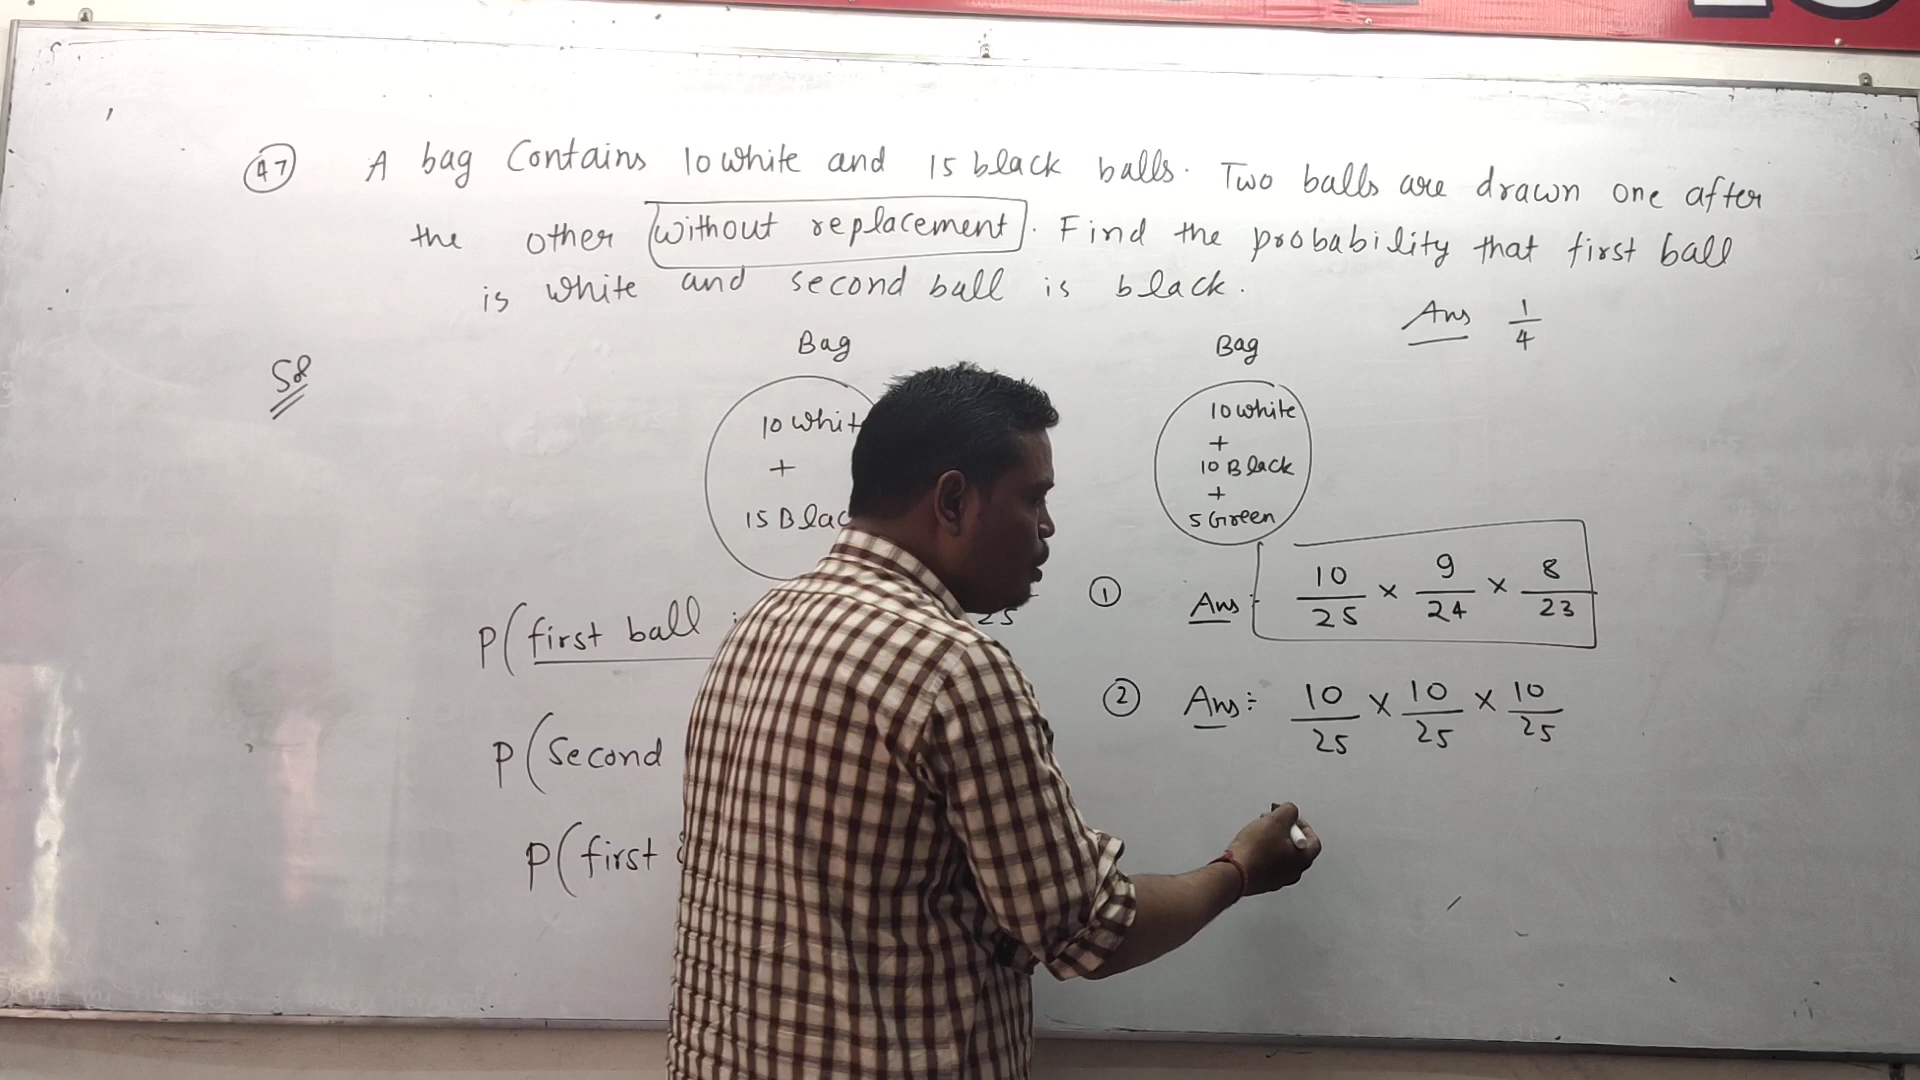 47 A bag Contains 10 white and 15 black balls. Two balls are drawn one after
the other without replacement. Find the probability that first ball
is white and second ball is black.
Ans 1/4
Sol
Bag
10 Whit
+
15 Blac
Bag
10 white
+
10 Black
+
5 Green
P(first ball
25
P(Second
P(first
① Ans :- 10/25 × 9/24 × 8/23
② Ans :- 10/25 × 10/25 × 10/25